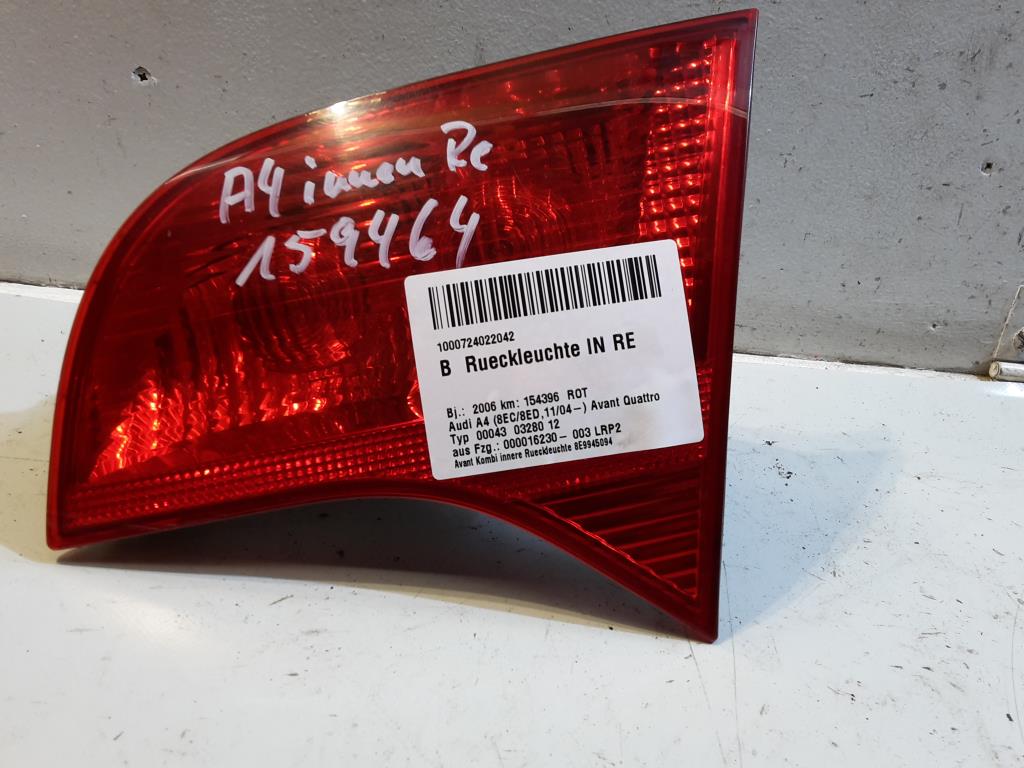 A4 innen Re
159464
1000724022042
B Rueckleuchte IN RE
Bj.: 2006 km: 154396 ROT
Audi A4 (8EC/8ED,11/04-) Avant Quattro
Typ 00043 03280 12
aus Fzg.: 000016230- 003 LRP2
Avant Kombi innere Rueckleuchte 8E9945094